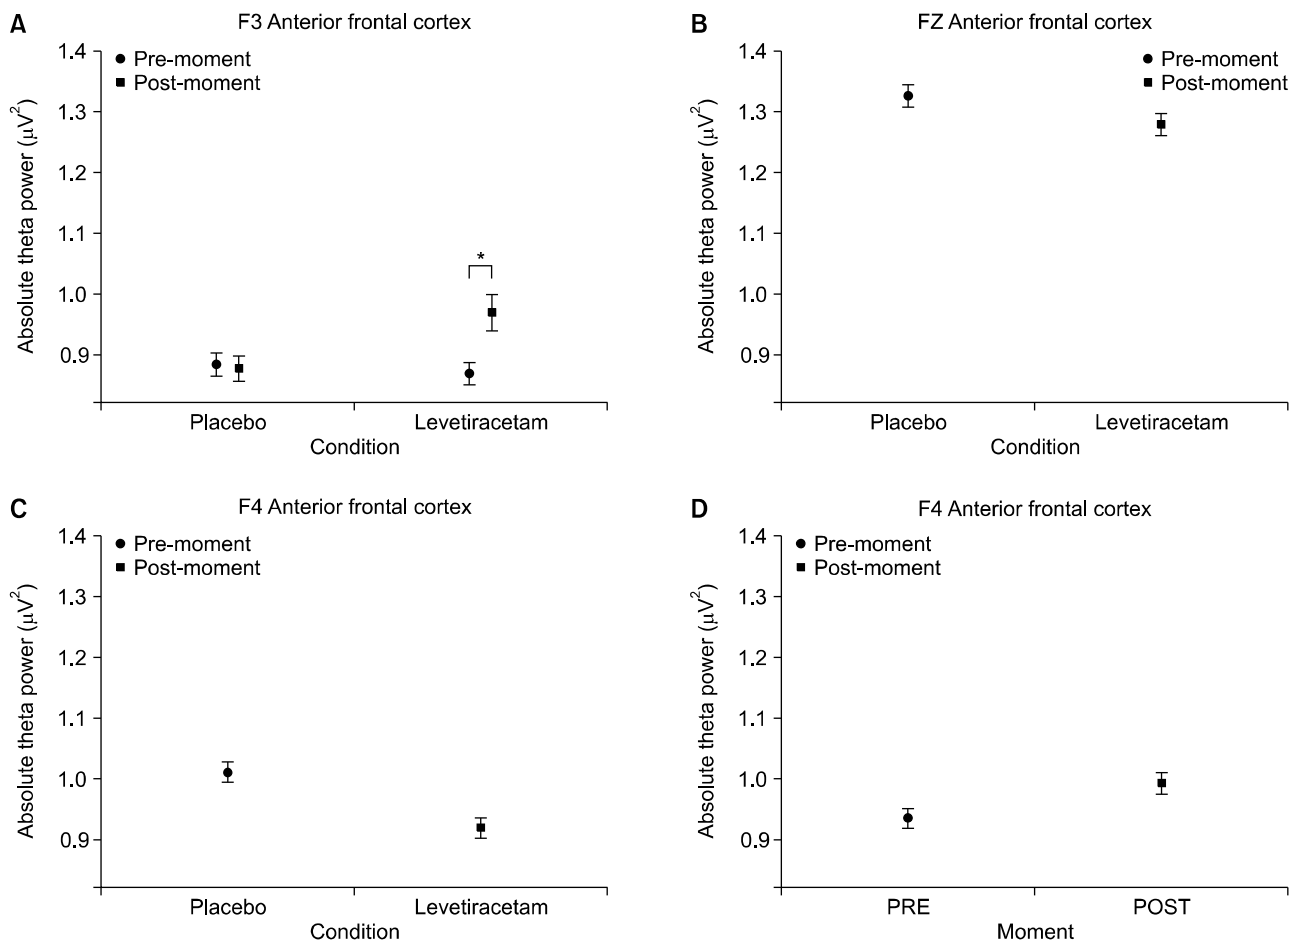 A
F3 Anterior frontal cortex
Absolute theta power (μV²)
1.4
1.3
1.2
1.1
1.0
0.9
Pre-moment
Post-moment
*
Placebo
Levetiracetam
Condition
B
FZ Anterior frontal cortex
Absolute theta power (μV²)
1.4
1.3
1.2
1.1
1.0
0.9
Pre-moment
Post-moment
Placebo
Levetiracetam
Condition
C
F4 Anterior frontal cortex
Absolute theta power (μV²)
1.4
1.3
1.2
1.1
1.0
0.9
Pre-moment
Post-moment
Placebo
Levetiracetam
Condition
D
F4 Anterior frontal cortex
Absolute theta power (μV²)
1.4
1.3
1.2
1.1
1.0
0.9
Pre-moment
Post-moment
PRE
POST
Moment